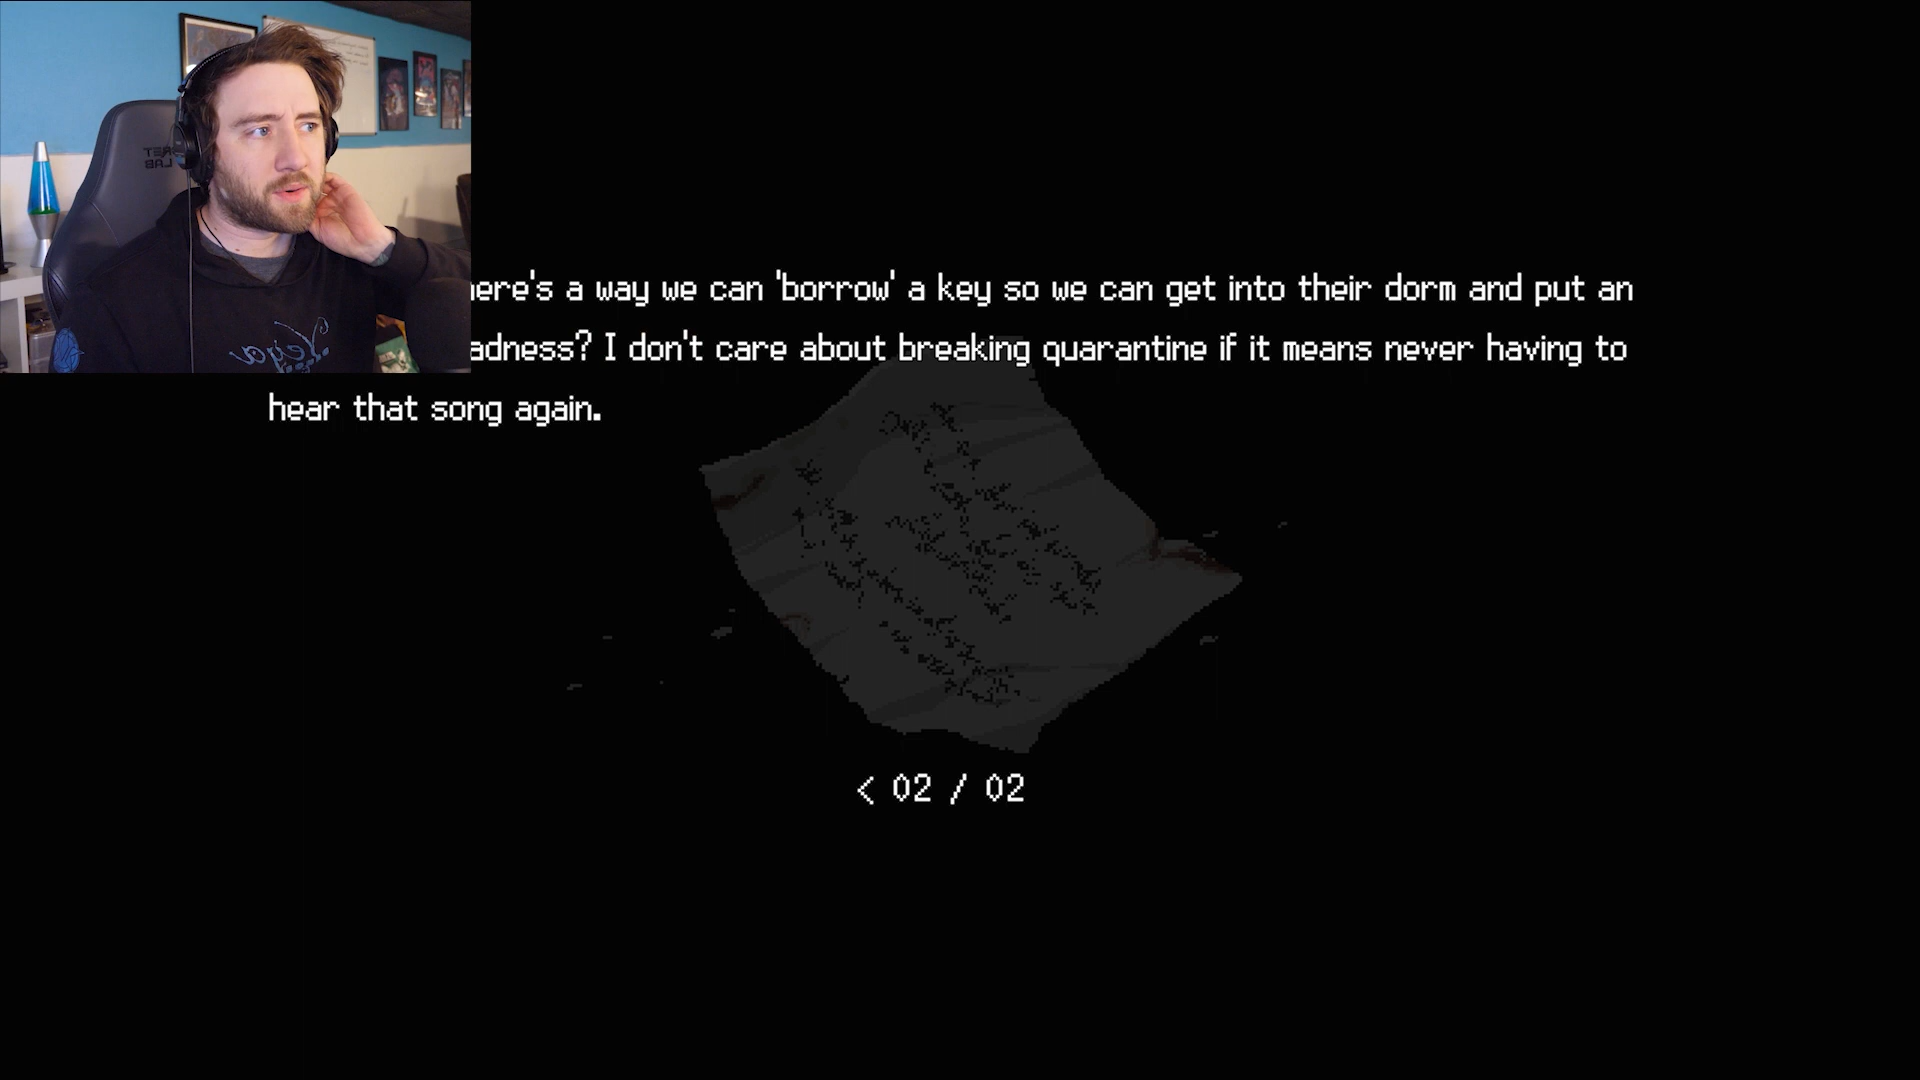 here's a way we can 'borrow' a key so we can get into their dorm and put an
adness? I don't care about breaking quarantine if it means never having to
hear that song again.
< 02 / 02